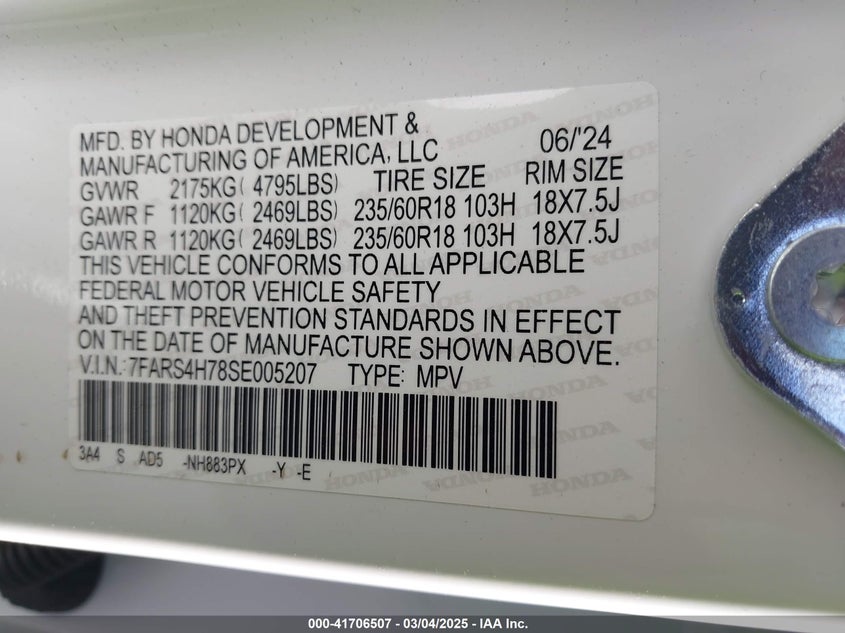 MFD. BY HONDA DEVELOPMENT &
MANUFACTURING OF AMERICA, LLC 06/'24
GVWR 2175KG( 4795LBS) TIRE SIZE RIM SIZE
GAWR F 1120KG( 2469LBS) 235/60R18 103H 18X7.5J
GAWR R 1120KG( 2469LBS) 235/60R18 103H 18X7.5J
THIS VEHICLE CONFORMS TO ALL APPLICABLE
FEDERAL MOTOR VEHICLE SAFETY
AND THEFT PREVENTION STANDARDS IN EFFECT
ON THE DATE OF MANUFACTURE SHOWN ABOVE.
V.I.N.: 7FARS4H78SE005207 TYPE: MPV
3A4 S AD5 -NH883PX -Y -E
HONDA
000-41706507 - 03/04/2025 - IAA Inc.